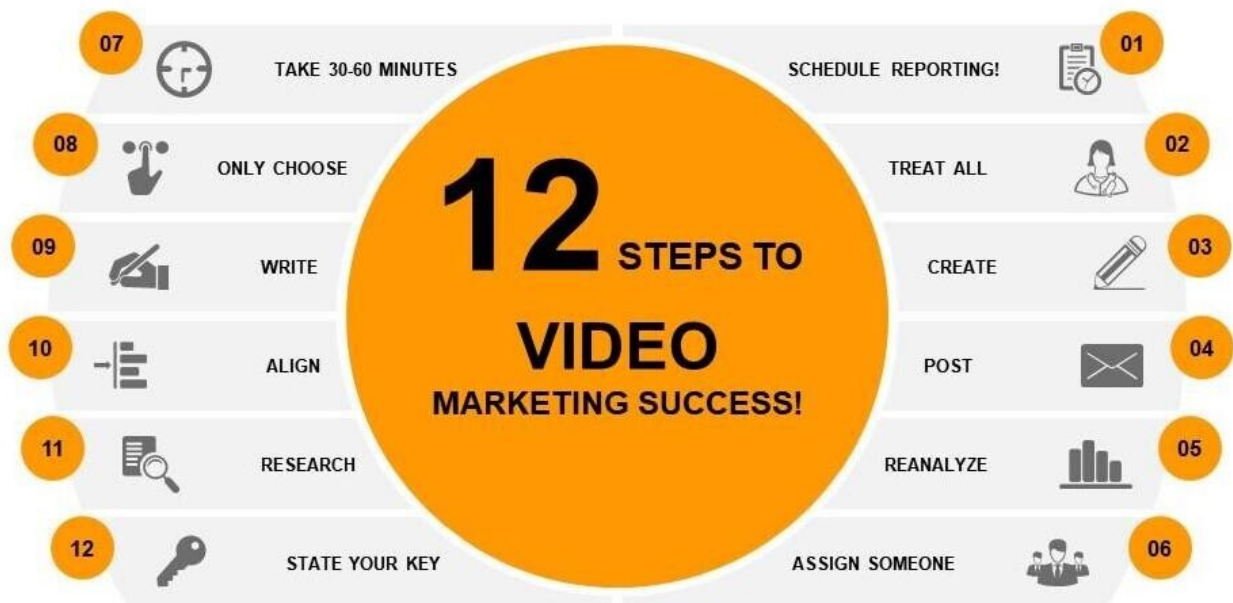 12 STEPS TO
VIDEO
MARKETING SUCCESS!
01
SCHEDULE REPORTING!
02
TREAT ALL
03
CREATE
04
POST
05
REANALYZE
06
ASSIGN SOMEONE
07
TAKE 30-60 MINUTES
08
ONLY CHOOSE
09
WRITE
10
ALIGN
11
RESEARCH
12
STATE YOUR KEY